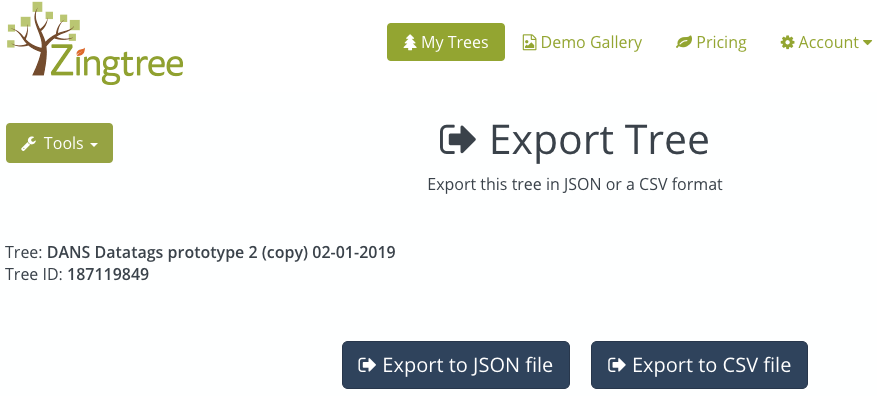 Zingtree
My Trees Demo Gallery Pricing Account
Tools
Export Tree
Export this tree in JSON or a CSV format
Tree: DANS Datatags prototype 2 (copy) 02-01-2019
Tree ID: 187119849
Export to JSON file Export to CSV file